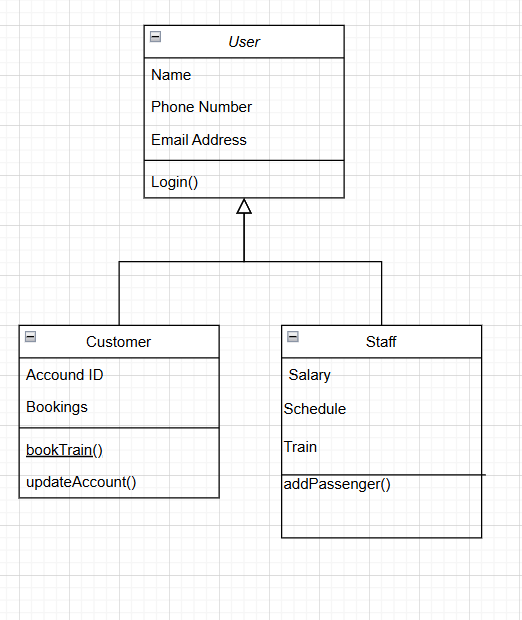 User
Name
Phone Number
Email Address
Login()
Customer
Accound ID
Bookings
bookTrain()
updateAccount()
Staff
Salary
Schedule
Train
addPassenger()